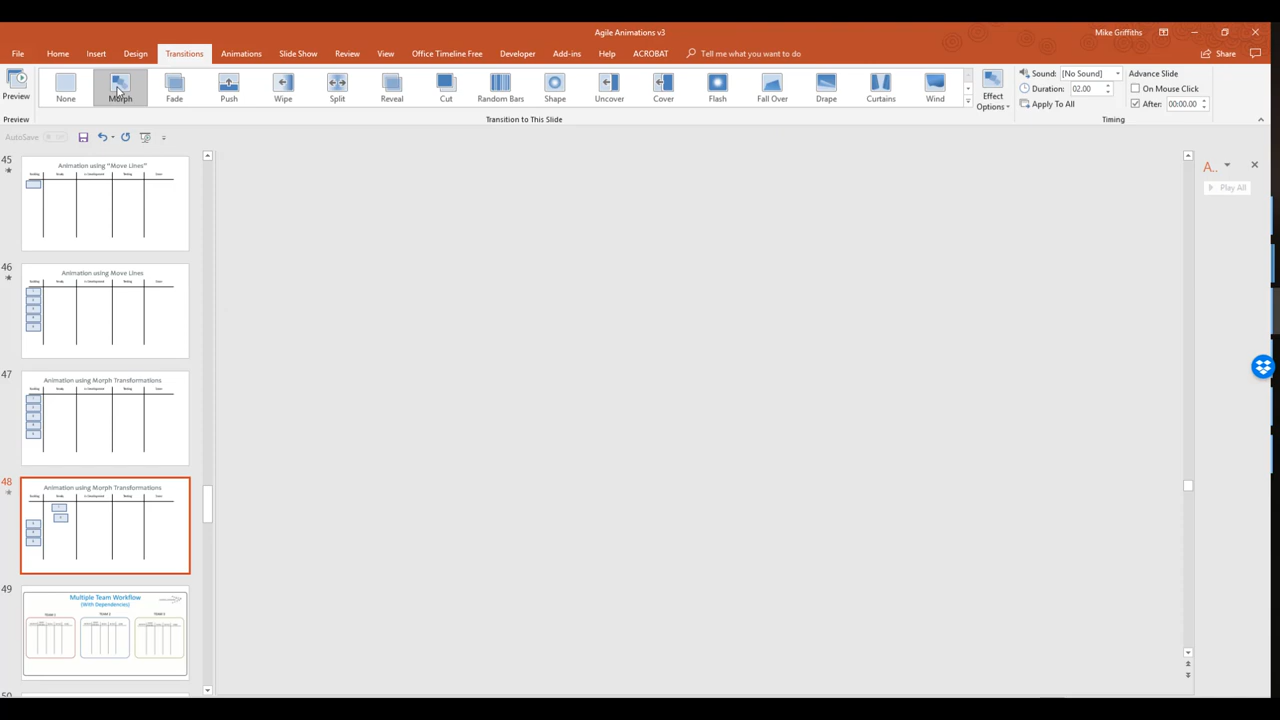 Agile Animations v3
Mike Griffiths
File Home Insert Design Transitions Animations Slide Show Review View Office Timeline Free Developer Add-ins Help ACROBAT Tell me what you want to do Share
Preview None Morph Fade Push Wipe Split Reveal Cut Random Bars Shape Uncover Cover Flash Fall Over Drape Curtains Wind Effect Options
Sound: [No Sound] Advance Slide
Duration: 02.00 On Mouse Click
Apply To All After: 00:00.00
Preview Transition to This Slide Timing
AutoSave
45 Animation using "Move Lines"
46 Animation using Move Lines
47 Animation using Morph Transformations
48 Animation using Morph Transformations
49 Multiple Team Workflow
(With Dependencies)
A..
Play All